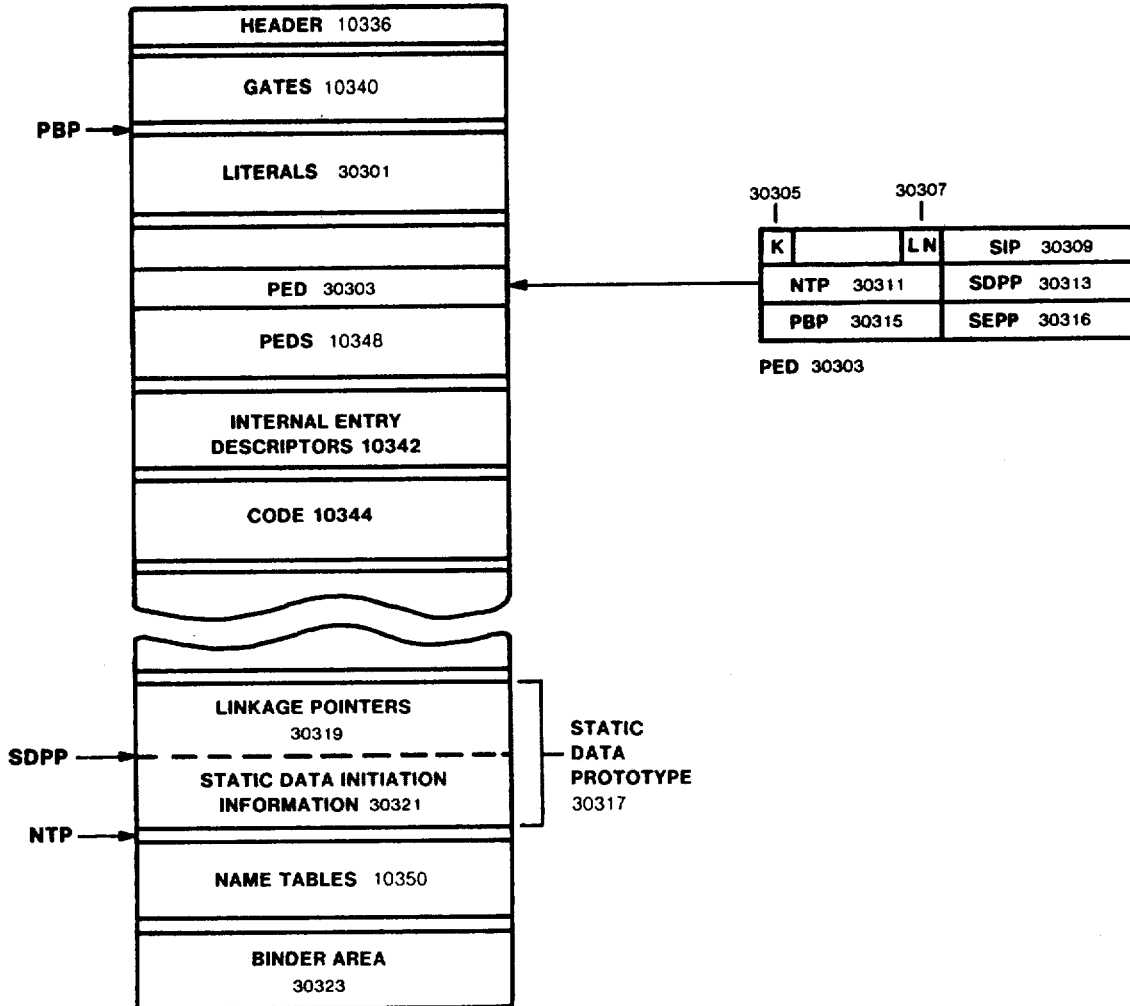 HEADER 10336
GATES 10340
PBP
LITERALS 30301
30305
30307
K
LN
SIP 30309
PED 30303
NTP 30311
SDPP 30313
PEDS 10348
PBP 30315
SEPP 30316
PED 30303
INTERNAL ENTRY
DESCRIPTORS 10342
CODE 10344
LINKAGE POINTERS
30319
SDPP
STATIC
DATA
PROTOTYPE
30317
STATIC DATA INITIATION
INFORMATION 30321
NTP
NAME TABLES 10350
BINDER AREA
30323